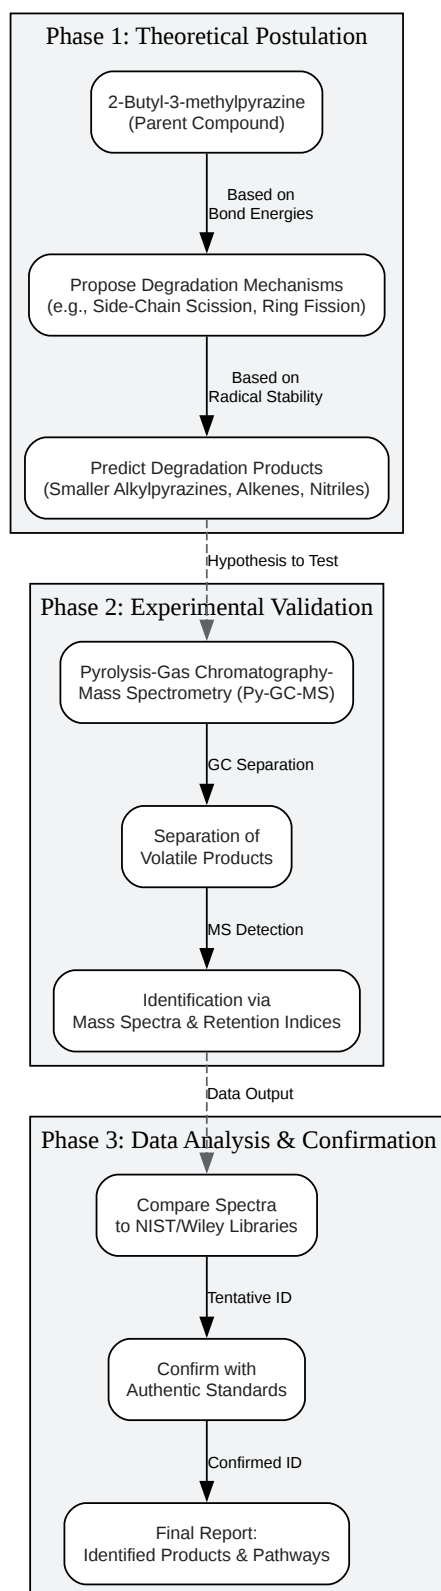 Phase 1: Theoretical Postulation
2-Butyl-3-methylpyrazine
(Parent Compound)
Based on
Bond Energies
Propose Degradation Mechanisms
(e.g., Side-Chain Scission, Ring Fission)
Based on
Radical Stability
Predict Degradation Products
(Smaller Alkylpyrazines, Alkenes, Nitriles)
Hypothesis to Test
Phase 2: Experimental Validation
Pyrolysis-Gas Chromatography-
Mass Spectrometry (Py-GC-MS)
GC Separation
Separation of
Volatile Products
MS Detection
Identification via
Mass Spectra & Retention Indices
Data Output
Phase 3: Data Analysis & Confirmation
Compare Spectra
to NIST/Wiley Libraries
Tentative ID
Confirm with
Authentic Standards
Confirmed ID
Final Report:
Identified Products & Pathways